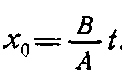 x₀ = B/A t.